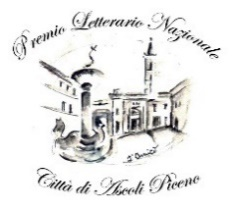 Premio Letterario Nazionale
Città di Ascoli Piceno